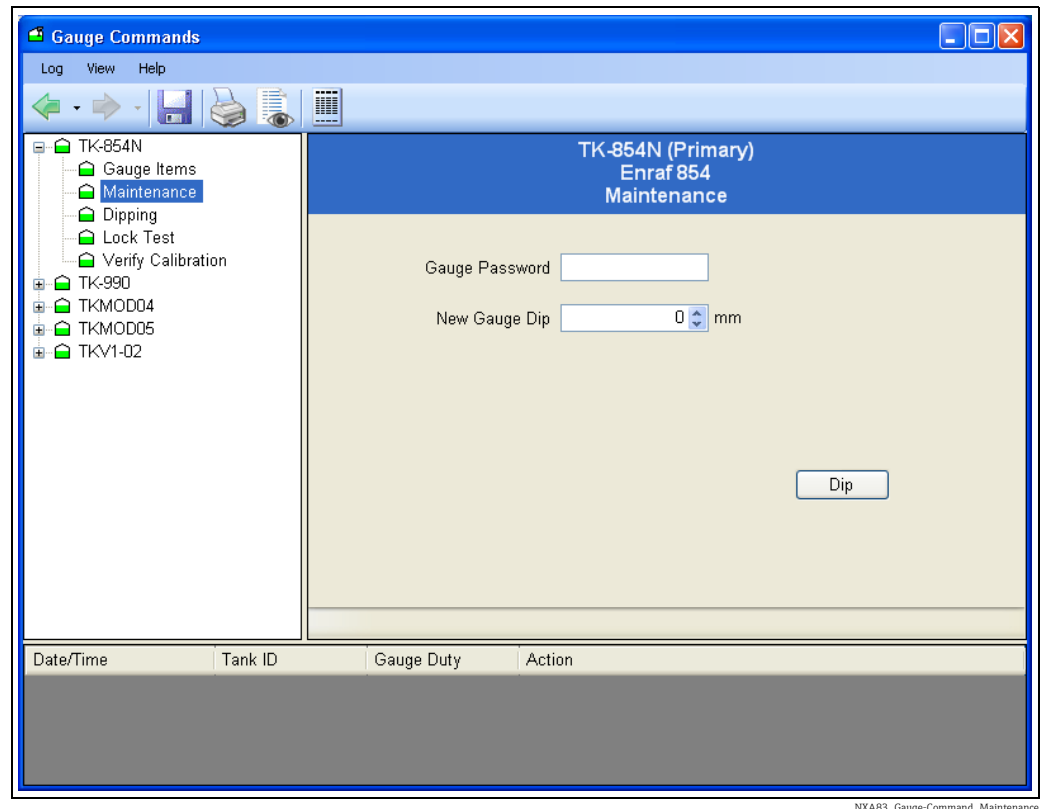 Gauge Commands
Log View Help
TK-854N
Gauge Items
Maintenance
Dipping
Lock Test
Verify Calibration
TK-990
TKMOD04
TKMOD05
TKV1-02
TK-854N (Primary)
Enraf 854
Maintenance
Gauge Password
New Gauge Dip 0 mm
Dip
Date/Time Tank ID Gauge Duty Action
NXA83_Gauge-Command_Maintenance